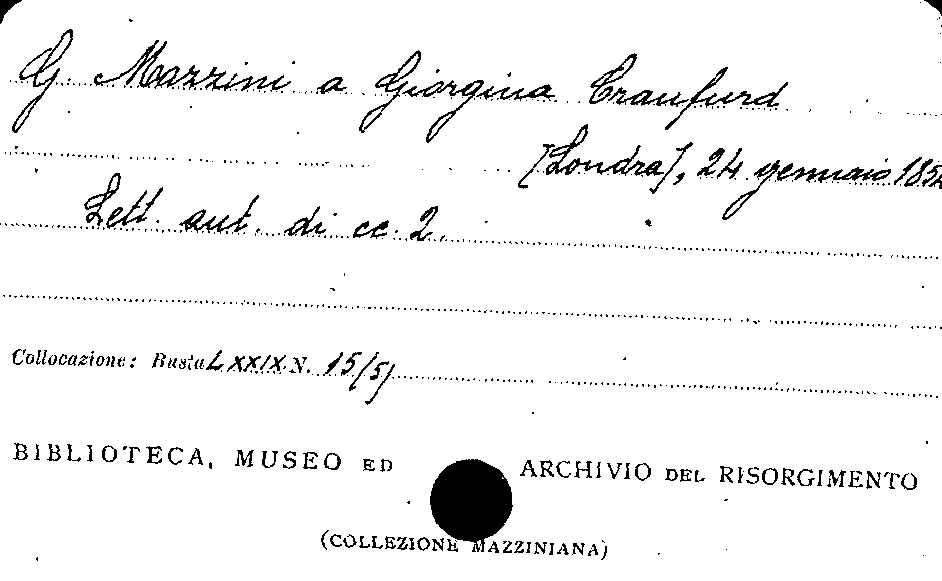 G. Mazzini a Giorgina Craufurd
[Londra], 24 gennaio
Lett. aut. di cc. 2.
Collocazione: Busta LXXIX N. 15/51
BIBLIOTECA, MUSEO ED ARCHIVIO DEL RISORGIMENTO
(COLLEZIONE MAZZINIANA)